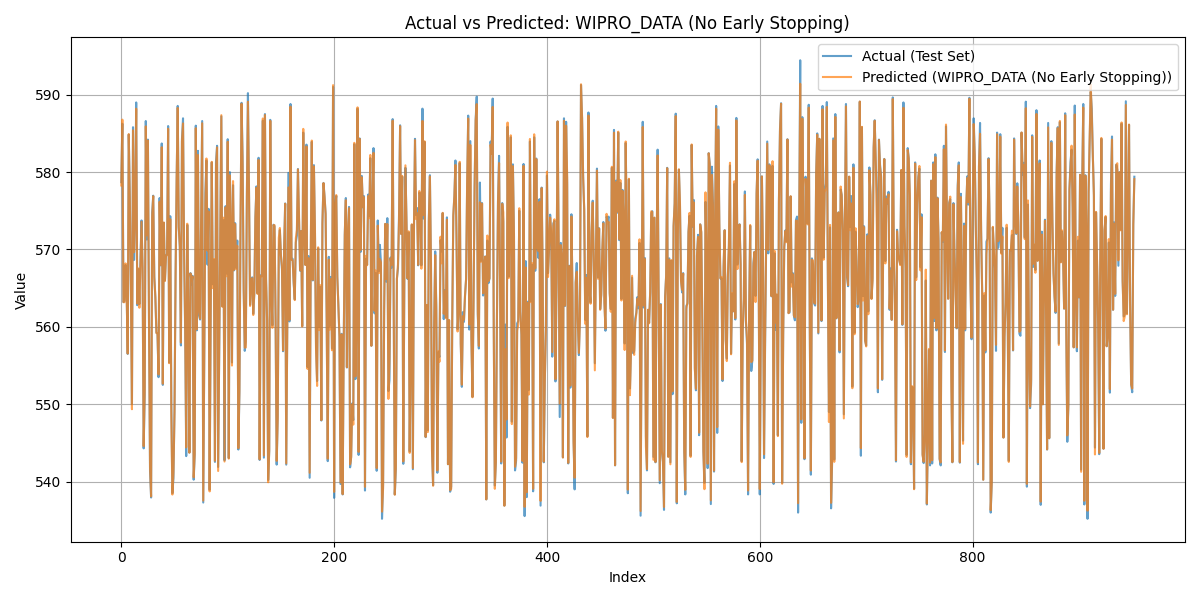 Actual vs Predicted: WIPRO_DATA (No Early Stopping)
Actual (Test Set)
Predicted (WIPRO_DATA (No Early Stopping))
Value
590
580
570
560
550
540
0 200 400 600 800
Index